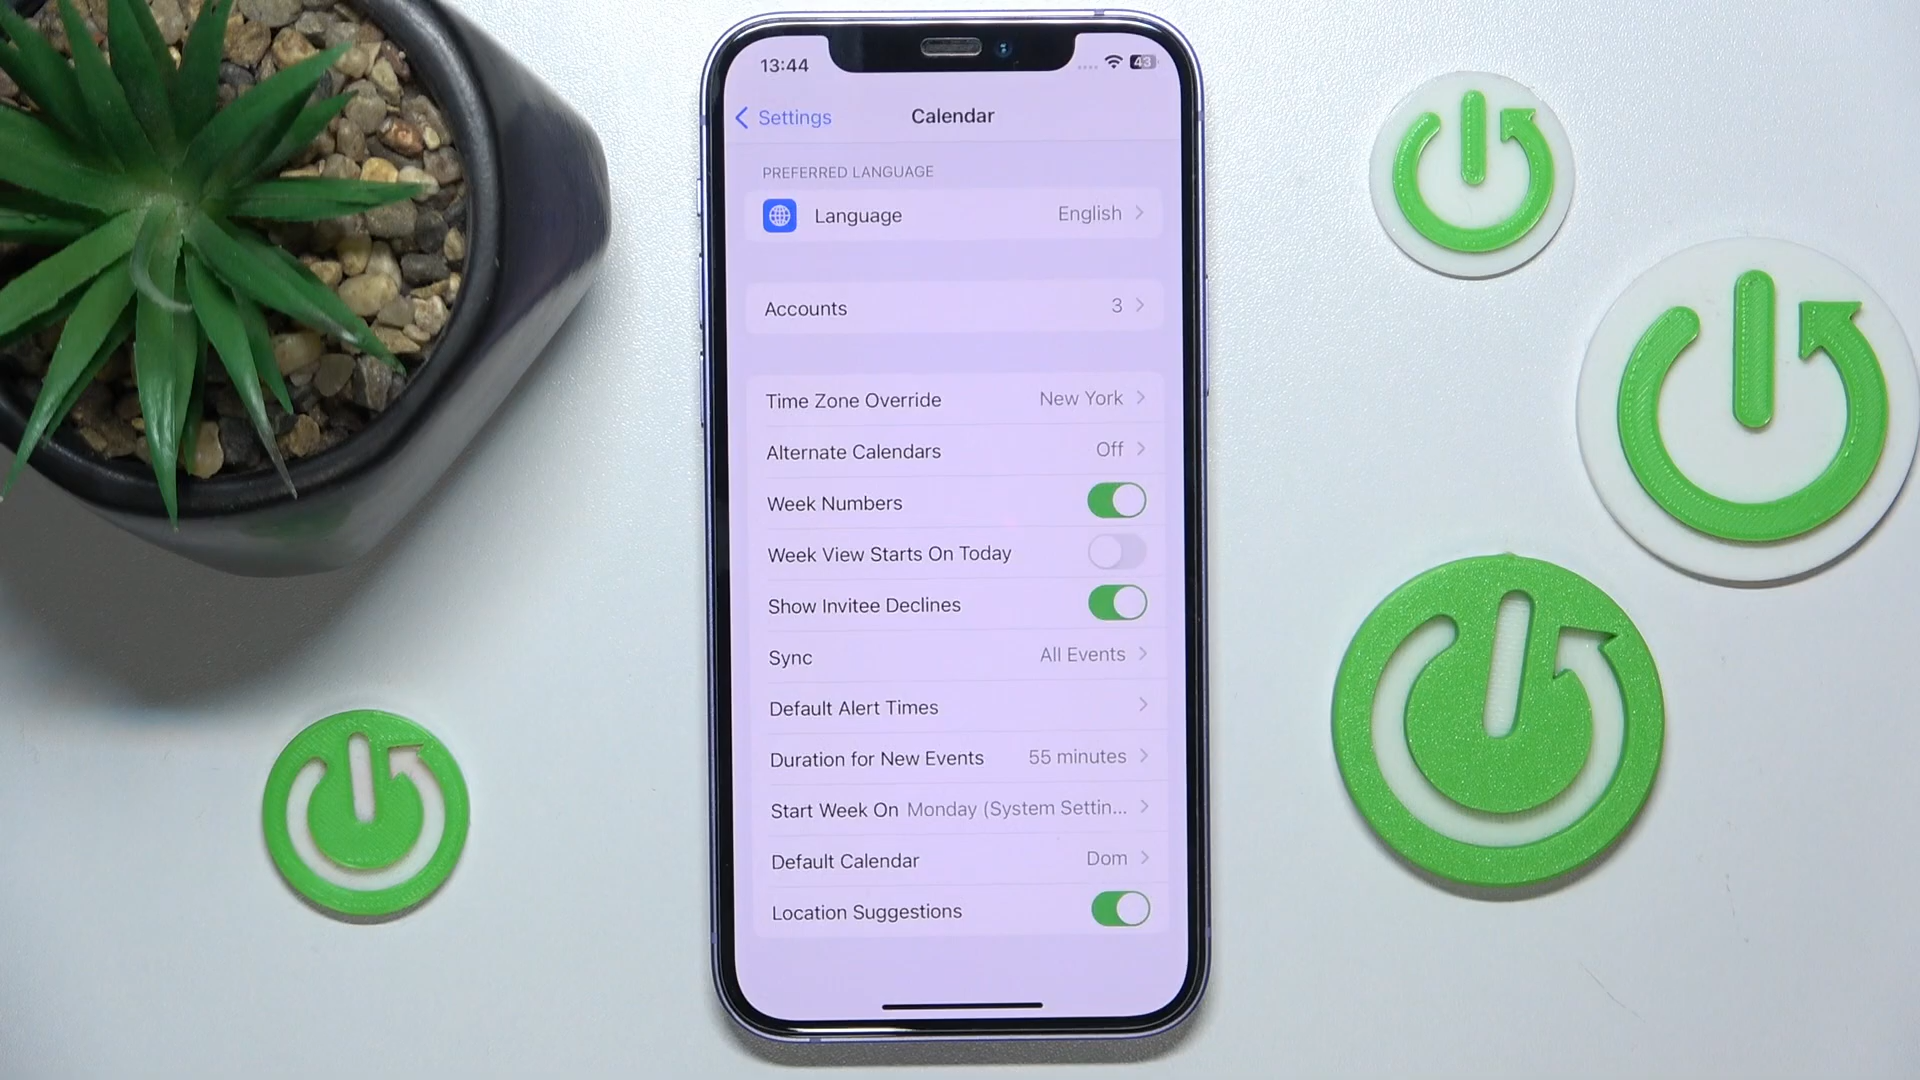 13:44
43
Settings
Calendar
PREFERRED LANGUAGE
Language English
Accounts 3
Time Zone Override New York
Alternate Calendars Off
Week Numbers
Week View Starts On Today
Show Invitee Declines
Sync All Events
Default Alert Times
Duration for New Events 55 minutes
Start Week On Monday (System Settin...
Default Calendar Dom
Location Suggestions